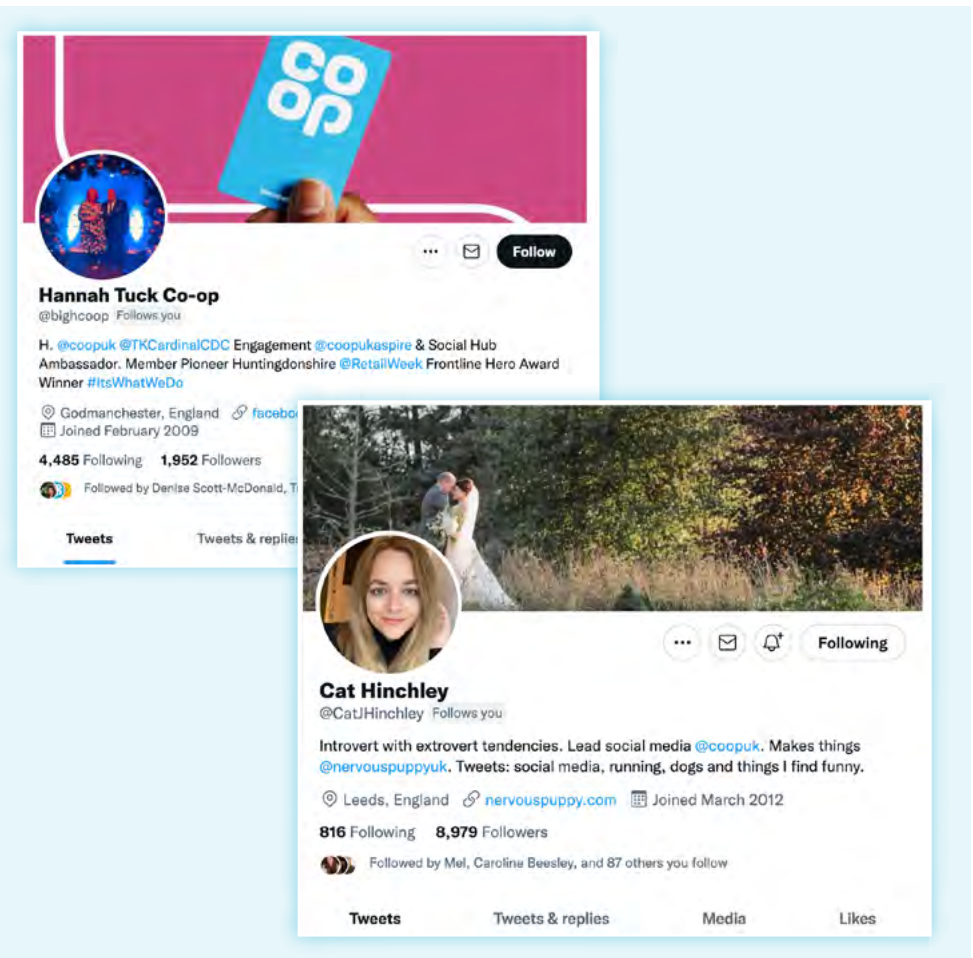 co
op
Follow
Hannah Tuck Co-op
@bighcoop Follows you
H. @coopuk @TKCardinalCDC Engagement @coopukaspire & Social Hub
Ambassador. Member Pioneer Huntingdonshire @RetailWeek Frontline Hero Award
Winner #ItsWhatWeDo
Godmanchester, England
Joined February 2009
4,485 Following 1,952 Followers
Followed by Denise Scott-McDonald,
Tweets Tweets & replies
Following
Cat Hinchley
@CatJHinchley Follows you
Introvert with extrovert tendencies. Lead social media @coopuk. Makes things
@nervouspuppyuk. Tweets: social media, running, dogs and things I find funny.
Leeds, England nervouspuppy.com Joined March 2012
816 Following 8,979 Followers
Followed by Mel, Caroline Beesley, and 87 others you follow
Tweets Tweets & replies Media Likes